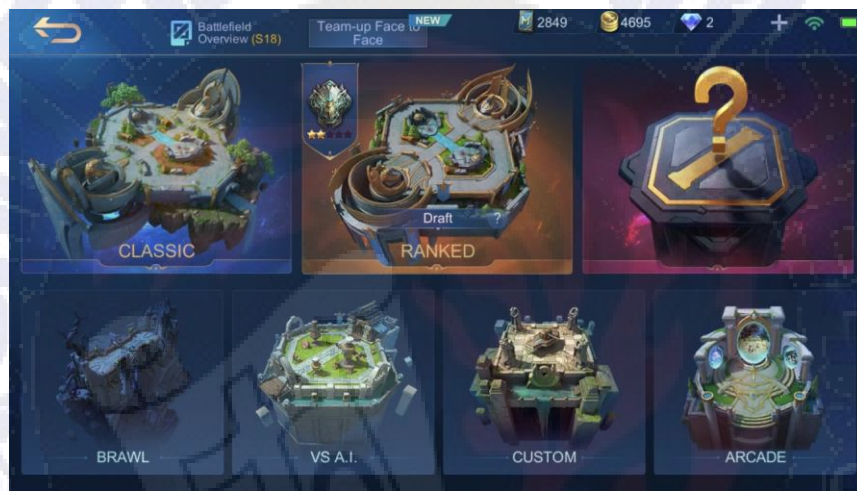 Battlefield
Overview (S18)
Team-up Face to
Face
NEW
2849
4695
2
CLASSIC
Draft ?
RANKED
?
BRAWL
VS A.I.
CUSTOM
ARCADE